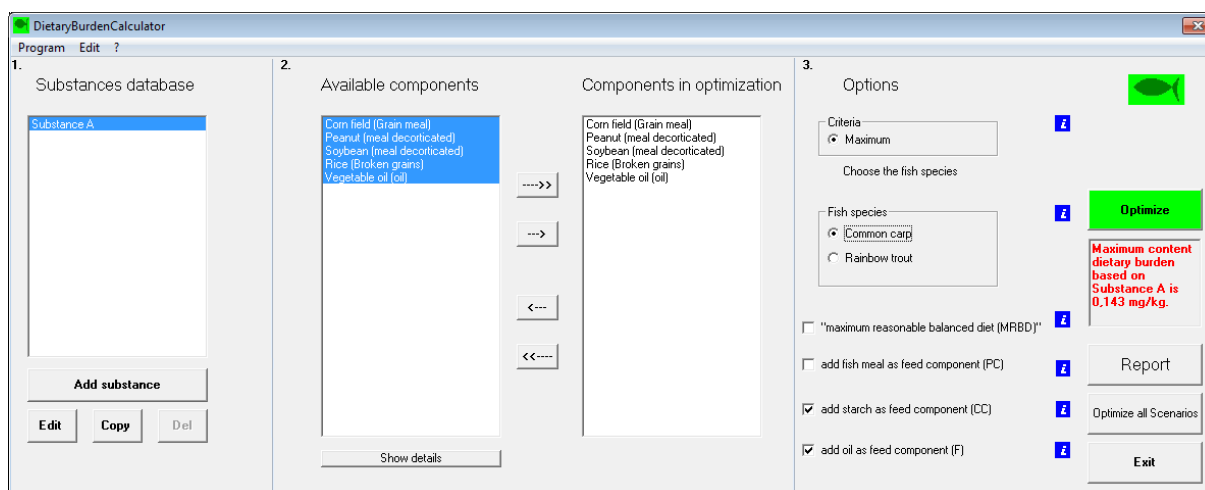 DietaryBurdenCalculator
Program Edit ?
1.
Substances database
Substance A
Add substance
Edit Copy Del
2.
Available components
Corn field (Grain meal)
Peanut (meal decorticated)
Soybean (meal decorticated)
Rice (Broken grains)
Vegetable oil (oil)
Show details
---->>
--->
<---
<<----
Components in optimization
Corn field (Grain meal)
Peanut (meal decorticated)
Soybean (meal decorticated)
Rice (Broken grains)
Vegetable oil (oil)
3.
Options
Criteria
Maximum
Choose the fish species
Fish species
Common carp
Rainbow trout
"maximum reasonable balanced diet (MRBD)"
add fish meal as feed component (PC)
add starch as feed component (CC)
add oil as feed component (F)
i
i
i
i
i
i
Optimize
Maximum content
dietary burden
based on
Substance A is
0,143 mg/kg.
Report
Optimize all Scenarios
Exit